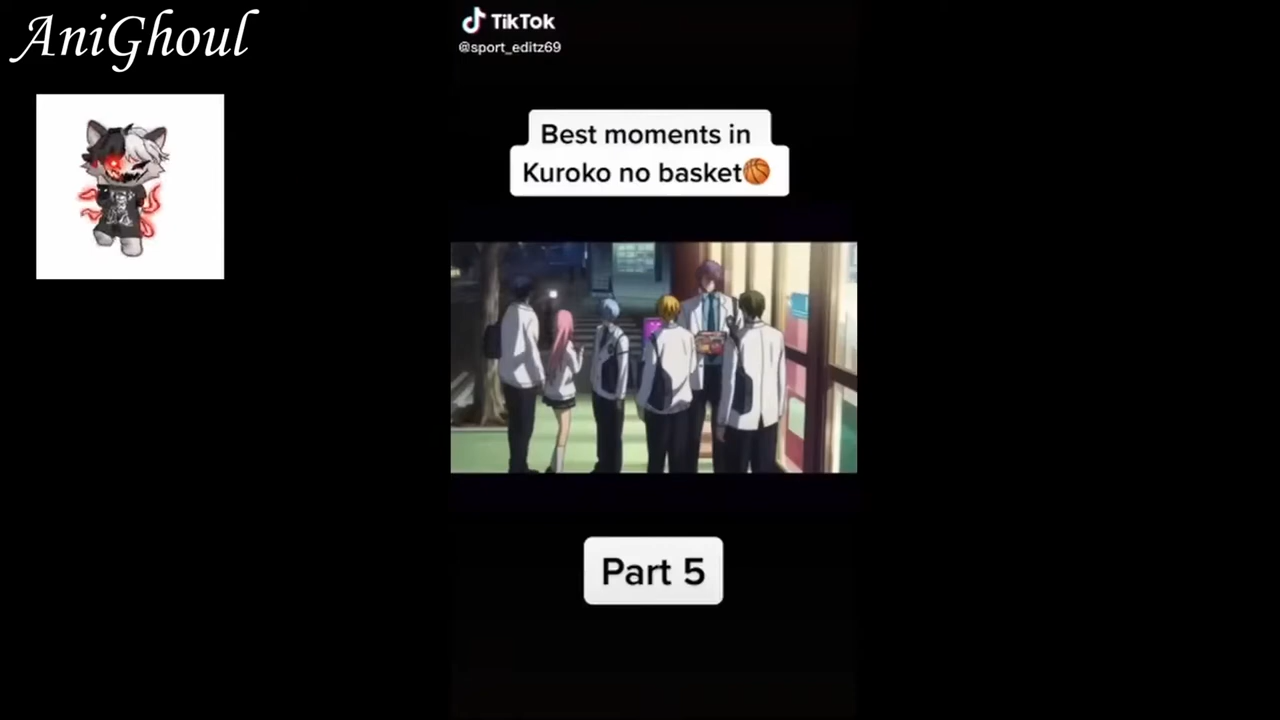 AniGhoul
TikTok
@sport_editz69
Best moments in
Kuroko no basket🏀
Part 5